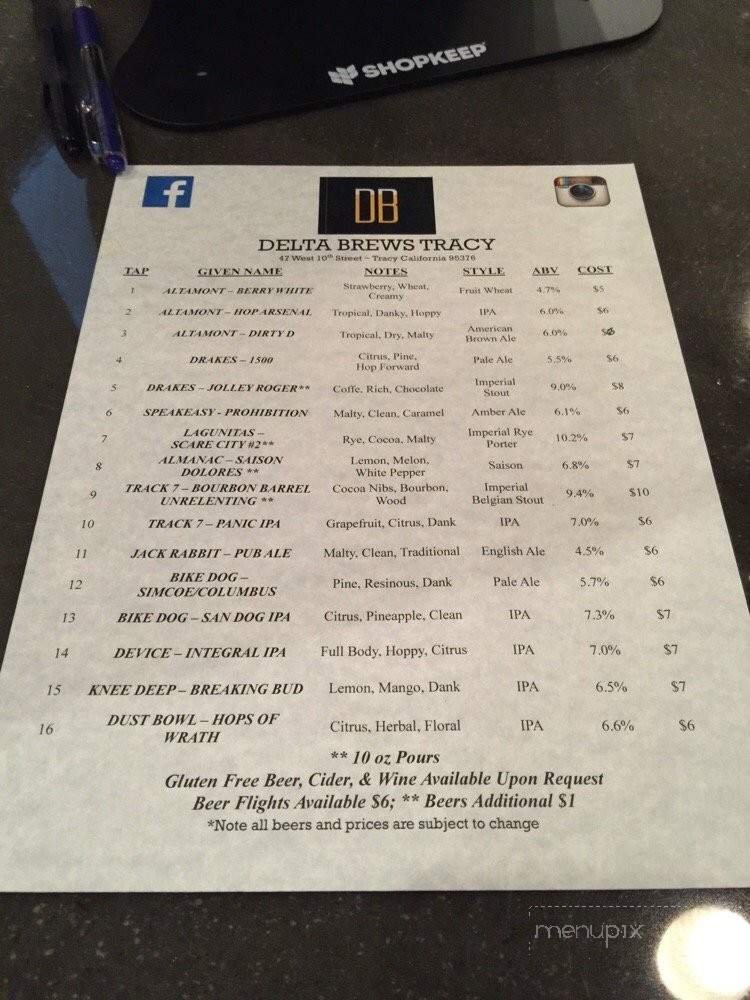 SHOPKEEP
f
DB
DELTA BREWS TRACY
47 West 10th Street ~ Tracy California 95376
TAP GIVEN NAME NOTES STYLE ABV COST
1 ALTAMONT – BERRY WHITE Strawberry, Wheat, Creamy Fruit Wheat 4.7% $5
2 ALTAMONT – HOP ARSENAL Tropical, Danky, Hoppy IPA 6.0% $6
3 ALTAMONT – DIRTY D Tropical, Dry, Malty American Brown Ale 6.0% $6
4 DRAKES – 1500 Citrus, Pine, Hop Forward Pale Ale 5.5% $6
5 DRAKES – JOLLEY ROGER** Coffe, Rich, Chocolate Imperial Stout 9.0% $8
6 SPEAKEASY - PROHIBITION Malty, Clean, Caramel Amber Ale 6.1% $6
7 LAGUNITAS – SCARE CITY #2** Rye, Cocoa, Malty Imperial Rye Porter 10.2% $7
8 ALMANAC – SAISON DOLORES ** Lemon, Melon, White Pepper Saison 6.8% $7
9 TRACK 7 – BOURBON BARREL UNRELENTING ** Cocoa Nibs, Bourbon, Wood Imperial Belgian Stout 9.4% $10
10 TRACK 7 – PANIC IPA Grapefruit, Citrus, Dank IPA 7.0% $6
11 JACK RABBIT – PUB ALE Malty, Clean, Traditional English Ale 4.5% $6
12 BIKE DOG – SIMCOE/COLUMBUS Pine, Resinous, Dank Pale Ale 5.7% $6
13 BIKE DOG – SAN DOG IPA Citrus, Pineapple, Clean IPA 7.3% $7
14 DEVICE – INTEGRAL IPA Full Body, Hoppy, Citrus IPA 7.0% $7
15 KNEE DEEP – BREAKING BUD Lemon, Mango, Dank IPA 6.5% $7
16 DUST BOWL – HOPS OF WRATH Citrus, Herbal, Floral IPA 6.6% $6
** 10 oz Pours
Gluten Free Beer, Cider, & Wine Available Upon Request
Beer Flights Available $6; ** Beers Additional $1
*Note all beers and prices are subject to change
menupix